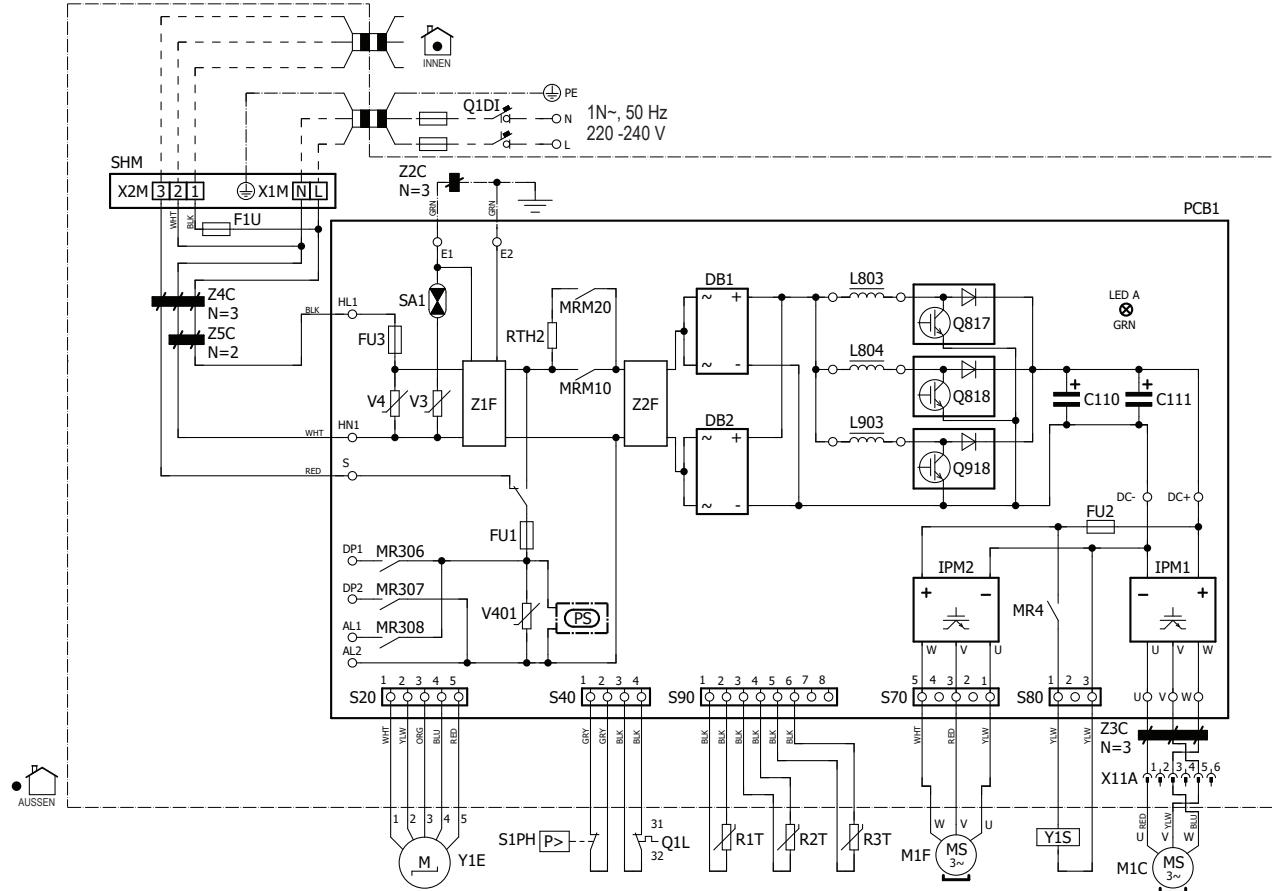 INNEN
PE
Q1DI
N
L
1N~, 50 Hz
220 -240 V
SHM
X2M 3 2 1 X1M N L
Z2C
N=3
WHT
BLK
F1U
GRN
GRN
PCB1
E1
E2
Z4C
N=3
Z5C
N=2
BLK
HL1
FU3
SA1
MRM20
RTH2
MRM10
V4
V3
Z1F
Z2F
WHT
HN1
RED
S
DB1
~ +
~ -
DB2
~ +
~ -
L803
Q817
L804
Q818
L903
Q918
LED A
GRN
+
C110
+
C111
DC-
DC+
FU2
FU1
DP1
MR306
DP2
MR307
AL1
MR308
AL2
V401
PS
IPM2
+ -
W V U
MR4
IPM1
- +
U V W
S20
1 2 3 4 5
S40
1 2 3 4
S90
1 2 3 4 5 6 7 8
S70
5 4 3 2 1
S80
1 2 3
U V W
WHT
YLW
ORG
BLU
RED
GRY
GRY
BLK
BLK
BLK
BLK
BLK
BLK
BLK
BLK
WHT
RED
YLW
YLW
YLW
Z3C
N=3
X11A
1 2 3 4 5 6
AUSSEN
1 2 3 4 5
M
Y1E
S1PH
P>
31
32
Q1L
R1T
R2T
R3T
W V U
M1F
MS
3~
Y1S
RED
YLW
BLU
U V W
M1C
MS
3~